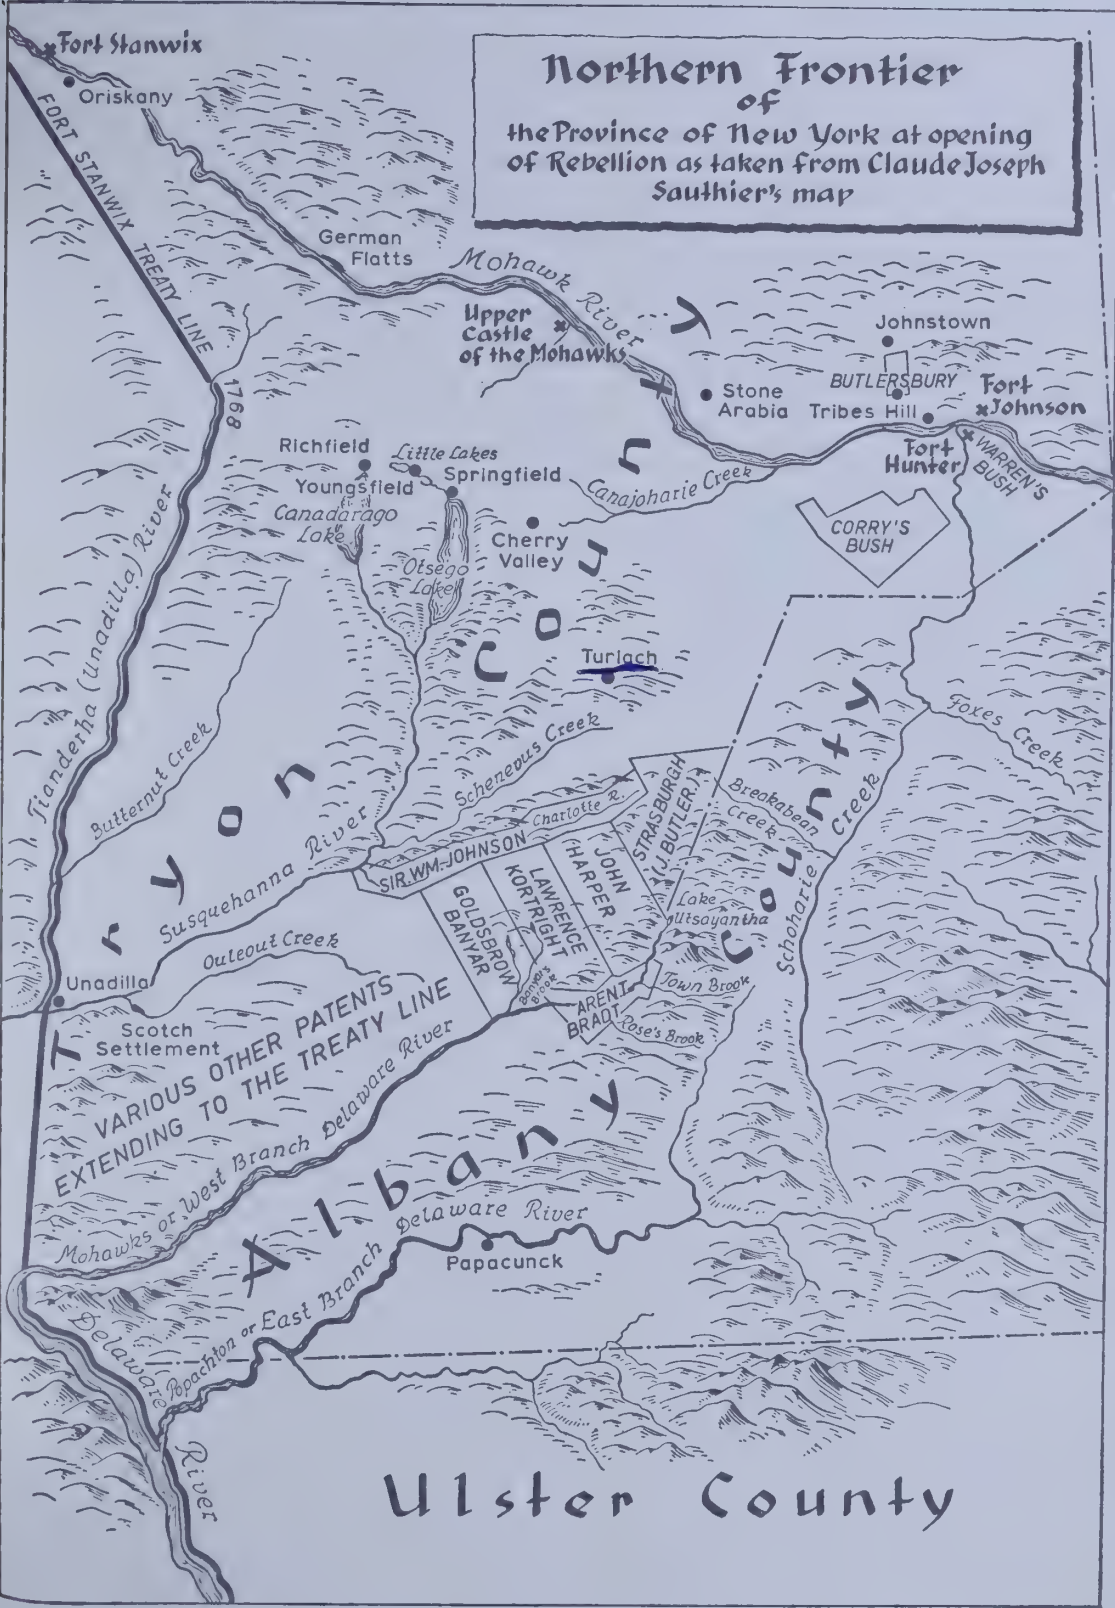 Northern Frontier
of
the Province of New York at opening
of Rebellion as taken from Claude Joseph
Sauthier's map
Fort Stanwix
Oriskany
FORT STANWIX TREATY LINE
1768
German
Flatts
Mohawk River
Upper
Castle
of the Mohawks
Stone
Arabia
Johnstown
BUTLERSBURY
Tribes Hill
Fort
Johnson
Fort
Hunter
WARREN'S
BUSH
CORRY'S
BUSH
Richfield
Youngsfield
Canadarago
Lake
Little Lakes
Springfield
Otsego
Lake
Cherry
Valley
Canajoharie Creek
Turlach
Tianderha (Unadilla) River
Butternut Creek
Susquehanna River
Schenevus Creek
Charlotte R.
SIR. WM. JOHNSON
GOLDSBROW
BANYAR
LAWRENCE
KORTRIGHT
JOHN
HARPER
STRASBURGH
(J. BUTLER)
Breakabean
Creek
Foxes Creek
Schoharie Creek
Lake
Utsayantha
Town Brook
Rose's Brook
ARENT
BRADT
Banyar's
Brook
Tryon County
Albany County
Unadilla
Ouleout Creek
Scotch
Settlement
VARIOUS OTHER PATENTS
EXTENDING TO THE TREATY LINE
Mohawks or West Branch Delaware River
Popachton or East Branch Delaware River
Papacunck
Delaware River
Ulster County